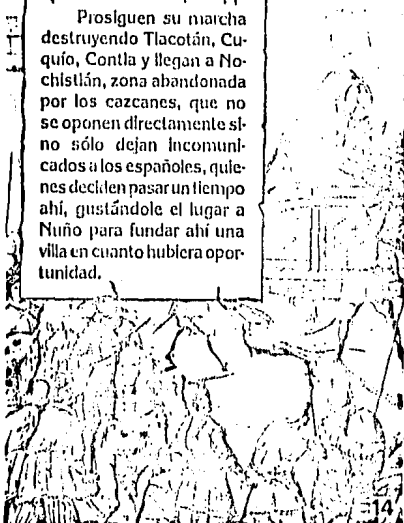 Prosiguen su marcha
destruyendo Tlacotán, Cu-
quío, Contla y llegan a No-
chistlán, zona abandonada
por los cazcanes, que no
se oponen directamente si-
no sólo dejan incomuni-
cados a los españoles, quie-
nes deciden pasar un tiempo
ahí, gustándole el lugar a
Nuño para fundar ahí una
villa en cuanto hubiera opor-
tunidad.
14